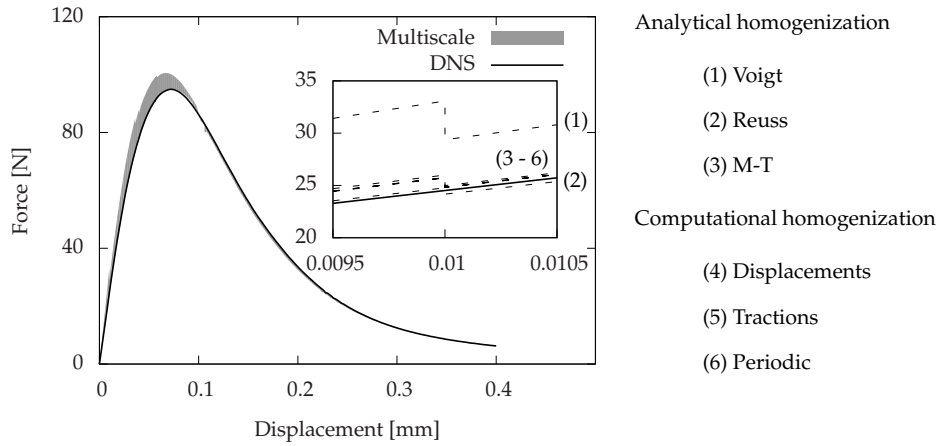 120
80
40
0
Force [N]
0
0.1
0.2
0.3
0.4
Displacement [mm]
Multiscale
DNS
35
30
25
20
0.0095
0.01
0.0105
(1)
(3 - 6)
(2)
Analytical homogenization
(1) Voigt
(2) Reuss
(3) M-T
Computational homogenization
(4) Displacements
(5) Tractions
(6) Periodic